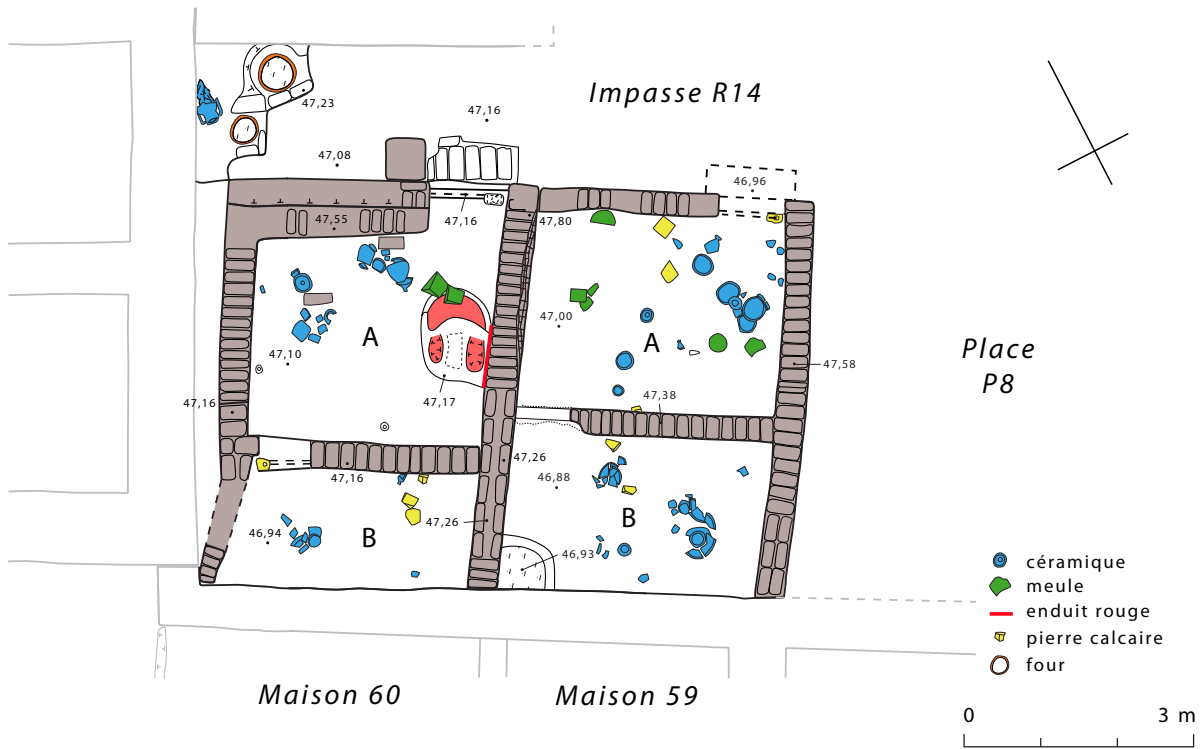 Impasse R14
47,23
47,16
47,08
46,96
47,16
47,55
47,80
A
47,00
A
47,10
Place
P8
47,58
47,17
47,38
47,16
47,16
47,26
46,88
B
47,26
B
46,94
46,93
céramique
meule
enduit rouge
pierre calcaire
four
Maison 60
Maison 59
0 3 m